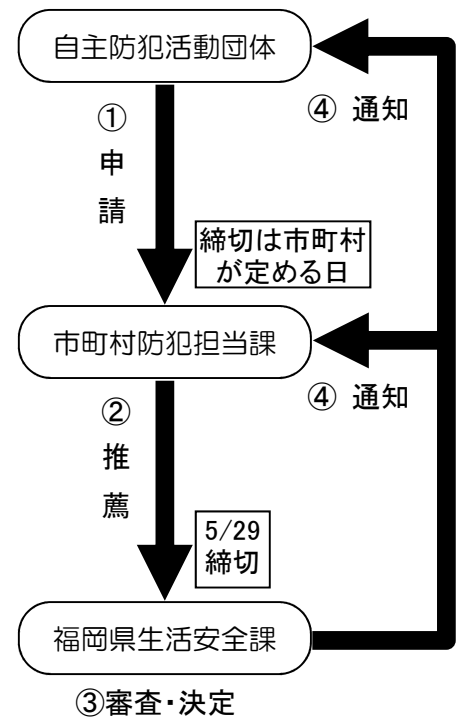 自主防犯活動団体
④ 通知
①
申
請
締切は市町村
が定める日
市町村防犯担当課
④ 通知
②
推
薦
5/29
締切
福岡県生活安全課
③審査・決定